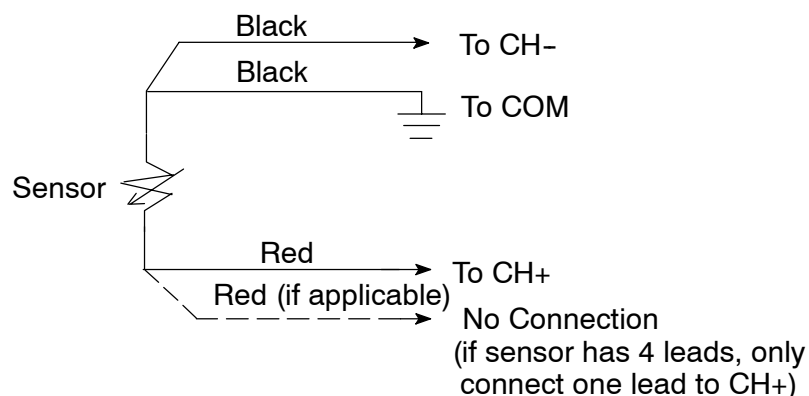 Black
To CH–
Black
To COM
Sensor
Red
To CH+
Red (if applicable)
No Connection
(if sensor has 4 leads, only
connect one lead to CH+)